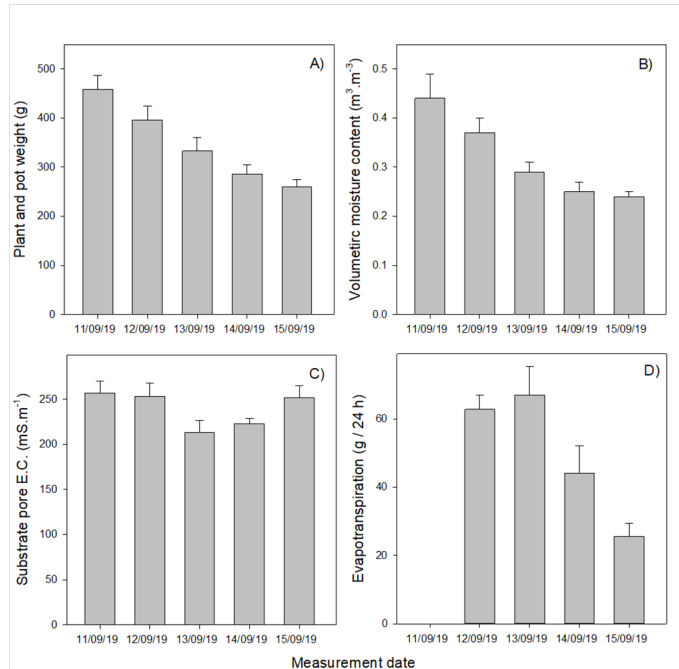 A)
Plant and pot weight (g)
500
400
300
200
100
0
11/09/19 12/09/19 13/09/19 14/09/19 15/09/19
B)
Volumetirc moisture content (m³.m⁻³)
0.5
0.4
0.3
0.2
0.1
0.0
11/09/19 12/09/19 13/09/19 14/09/19 15/09/19
C)
Substrate pore E.C. (mS.m⁻¹)
250
200
150
100
50
0
11/09/19 12/09/19 13/09/19 14/09/19 15/09/19
D)
Evapotranspiration (g / 24 h)
60
40
20
0
11/09/19 12/09/19 13/09/19 14/09/19 15/09/19
Measurement date